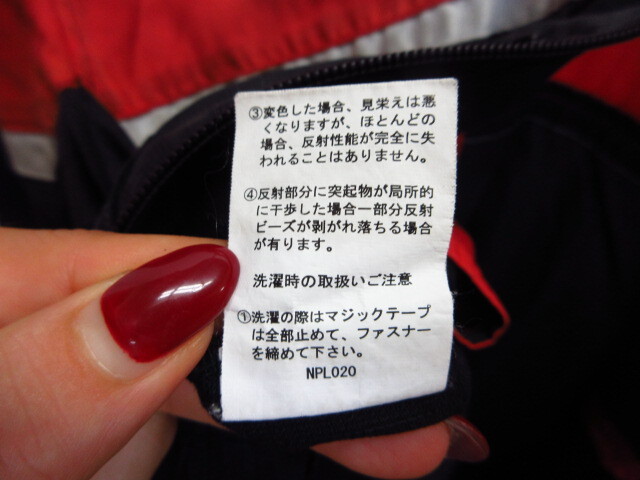 ③変色した場合、見栄えは悪
くなりますが、ほとんどの
場合、反射性能が完全に失
われることはありません。
④反射部分に突起物が局所的
に干歩した場合一部分反射
ビーズが剥がれ落ちる場合
が有ります。
洗濯時の取扱いご注意
①洗濯の際はマジックテープ
は全部止めて、ファスナー
を締めて下さい。
NPL020